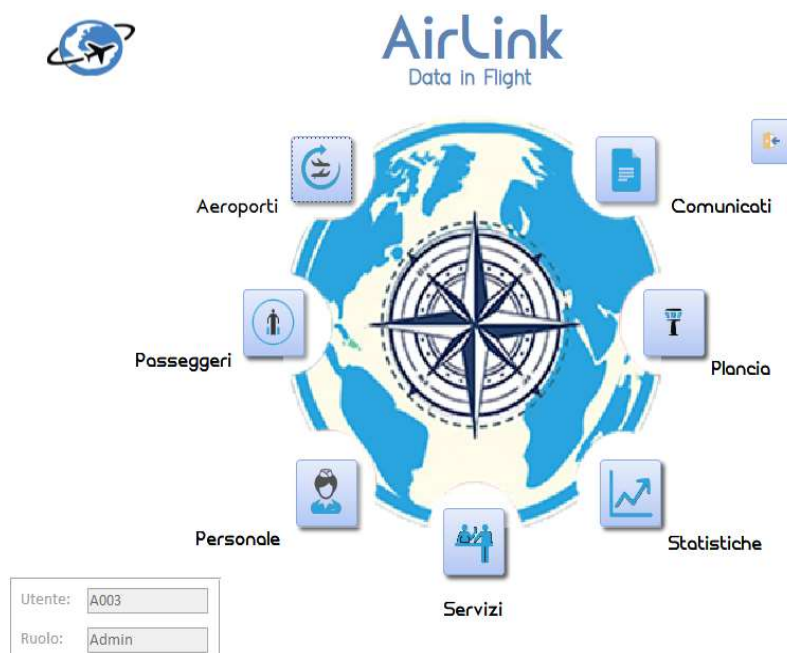 AirLink
Data in Flight
Aeroporti
Comunicati
Passeggeri
Plancia
Personale
Statistiche
Servizi
Utente: A003
Ruolo: Admin